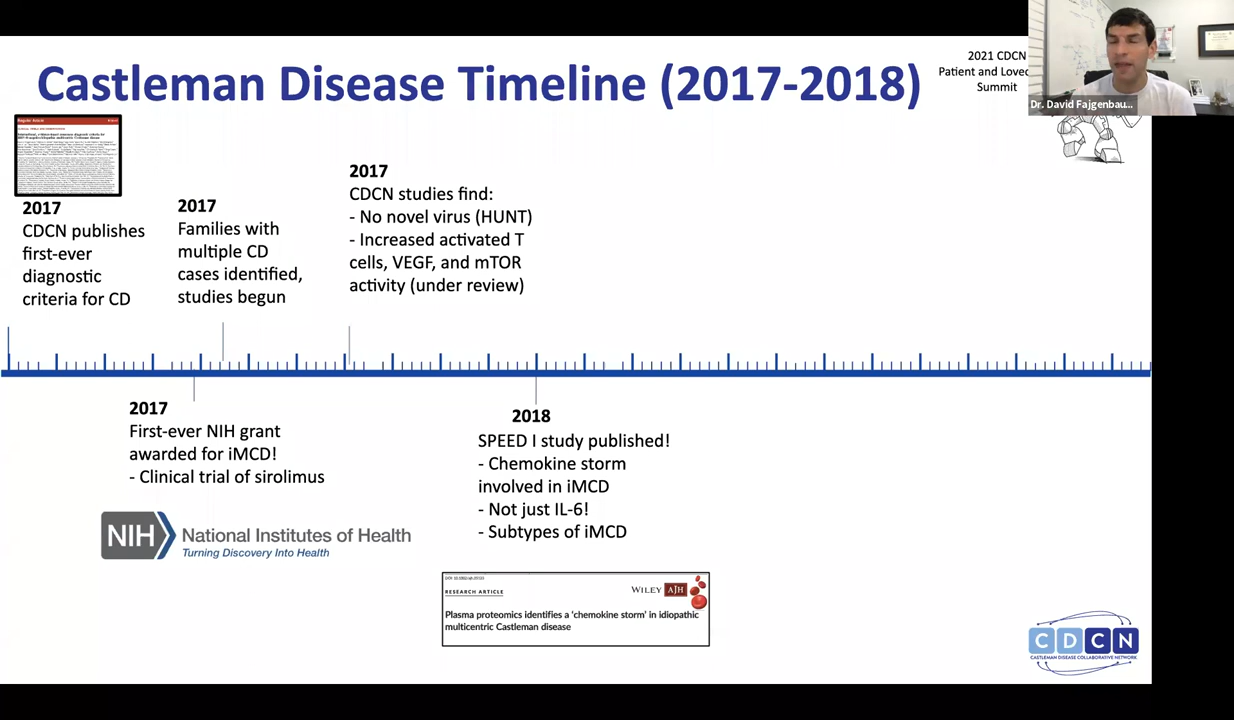 Castleman Disease Timeline (2017-2018)
2021 CDCN
Patient and Loved
Summit
Dr. David Fajgenbau...
Regular Article
2017
CDCN publishes
first-ever
diagnostic
criteria for CD
2017
Families with
multiple CD
cases identified,
studies begun
2017
CDCN studies find:
- No novel virus (HUNT)
- Increased activated T
cells, VEGF, and mTOR
activity (under review)
2017
First-ever NIH grant
awarded for iMCD!
- Clinical trial of sirolimus
NIH National Institutes of Health
Turning Discovery Into Health
2018
SPEED I study published!
- Chemokine storm
involved in iMCD
- Not just IL-6!
- Subtypes of iMCD
RESEARCH ARTICLE
WILEY AJH
Plasma proteomics identifies a 'chemokine storm' in idiopathic
multicentric Castleman disease
CDCN
CASTLEMAN DISEASE COLLABORATIVE NETWORK